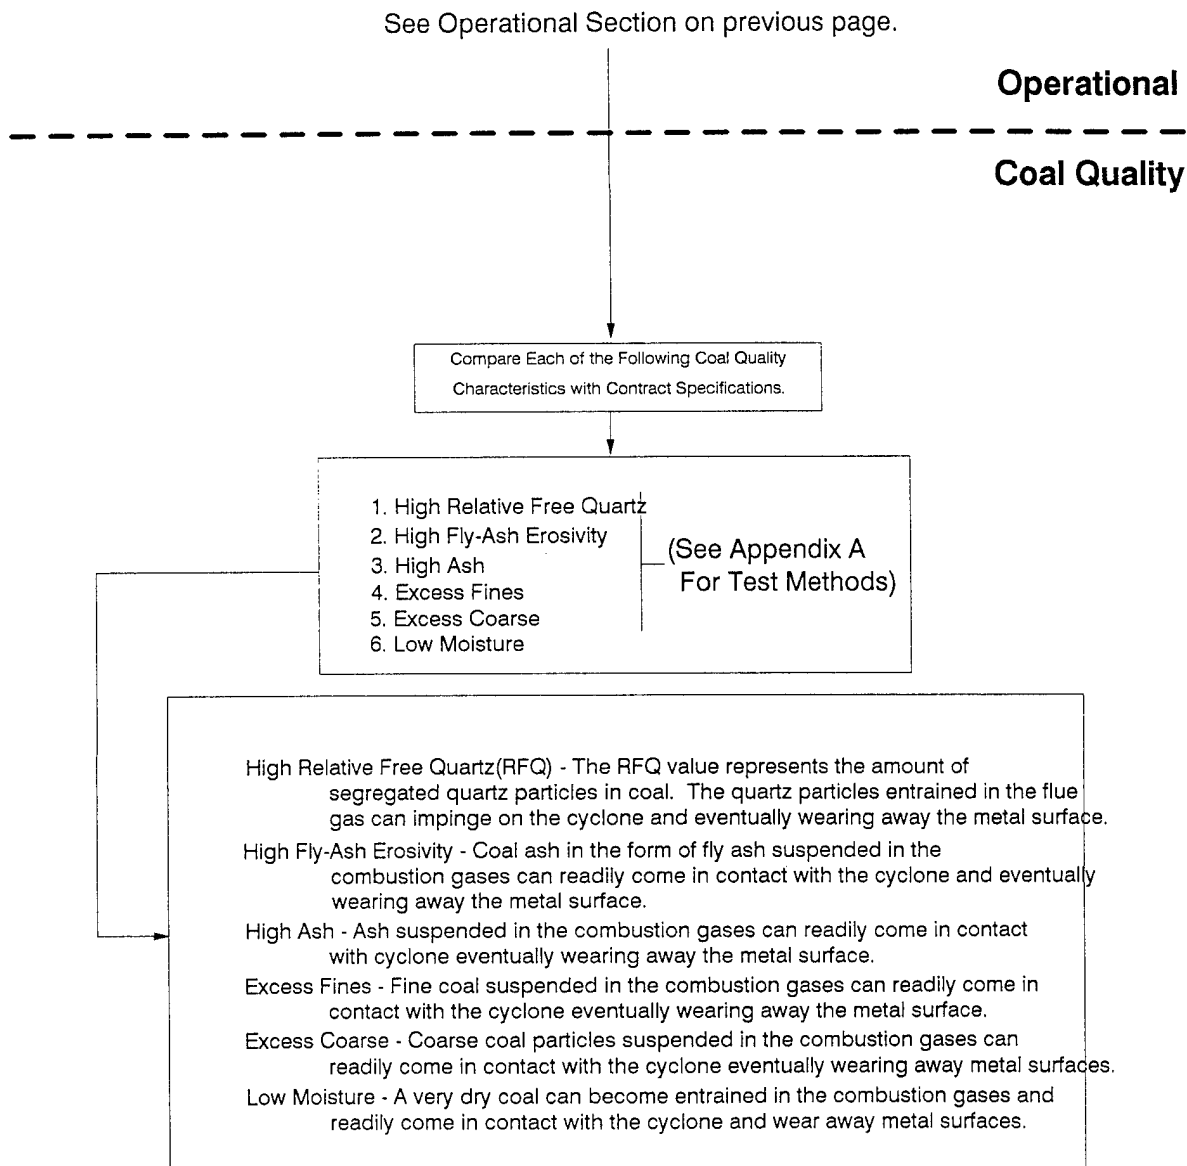 See Operational Section on previous page.
Operational
Coal Quality
Compare Each of the Following Coal Quality
Characteristics with Contract Specifications.
1. High Relative Free Quartz
2. High Fly-Ash Erosivity
3. High Ash
4. Excess Fines
5. Excess Coarse
6. Low Moisture
(See Appendix A
For Test Methods)
High Relative Free Quartz(RFQ) - The RFQ value represents the amount of
segregated quartz particles in coal. The quartz particles entrained in the flue
gas can impinge on the cyclone and eventually wearing away the metal surface.
High Fly-Ash Erosivity - Coal ash in the form of fly ash suspended in the
combustion gases can readily come in contact with the cyclone and eventually
wearing away the metal surface.
High Ash - Ash suspended in the combustion gases can readily come in contact
with cyclone eventually wearing away the metal surface.
Excess Fines - Fine coal suspended in the combustion gases can readily come in
contact with the cyclone eventually wearing away the metal surface.
Excess Coarse - Coarse coal particles suspended in the combustion gases can
readily come in contact with the cyclone eventually wearing away metal surfaces.
Low Moisture - A very dry coal can become entrained in the combustion gases and
readily come in contact with the cyclone and wear away metal surfaces.